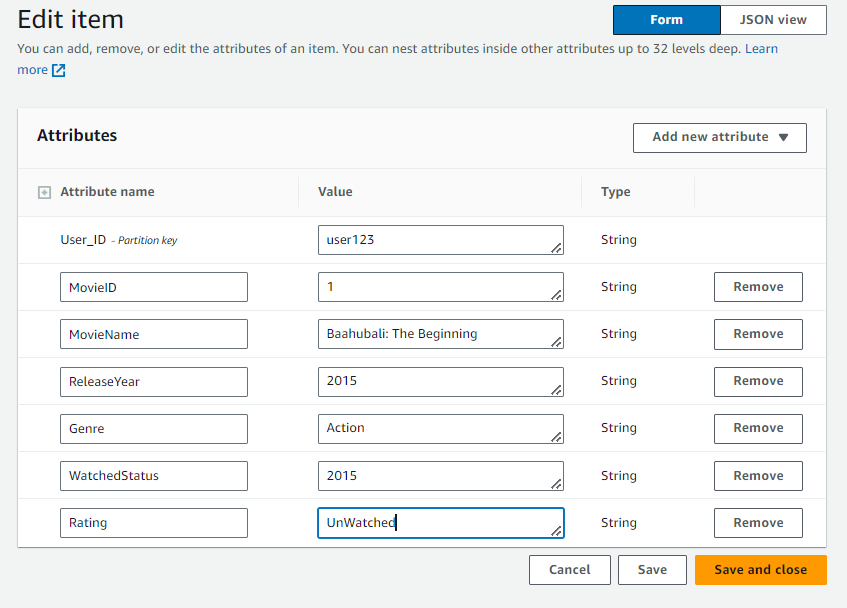 Edit item
Form
JSON view
You can add, remove, or edit the attributes of an item. You can nest attributes inside other attributes up to 32 levels deep. Learn
more
Attributes
Add new attribute
Attribute name Value Type
User_ID - Partition key user123 String
MovieID 1 String Remove
MovieName Baahubali: The Beginning String Remove
ReleaseYear 2015 String Remove
Genre Action String Remove
WatchedStatus 2015 String Remove
Rating UnWatched String Remove
Cancel Save Save and close